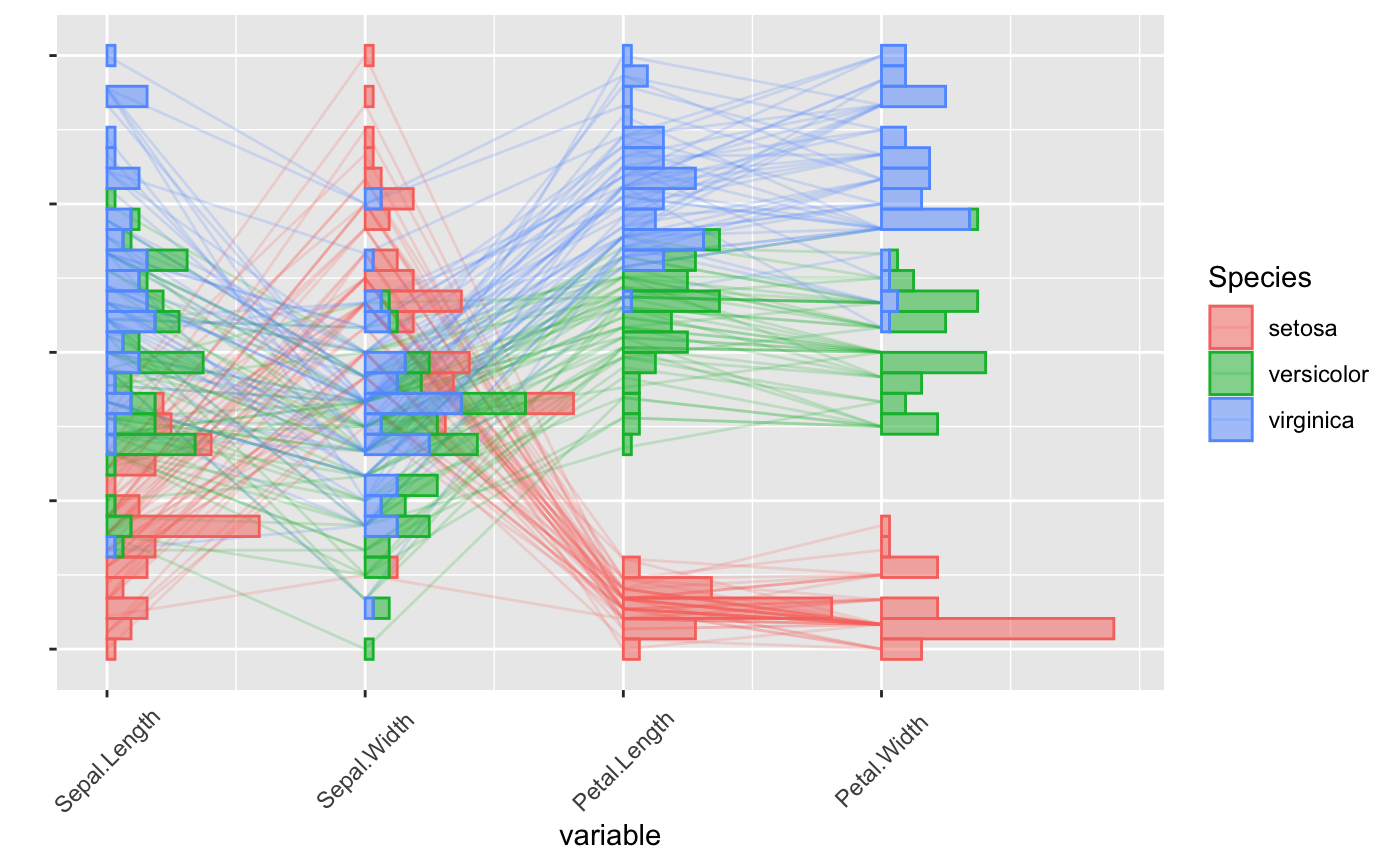 Species
setosa
versicolor
virginica
Sepal.Length
Sepal.Width
Petal.Length
Petal.Width
variable